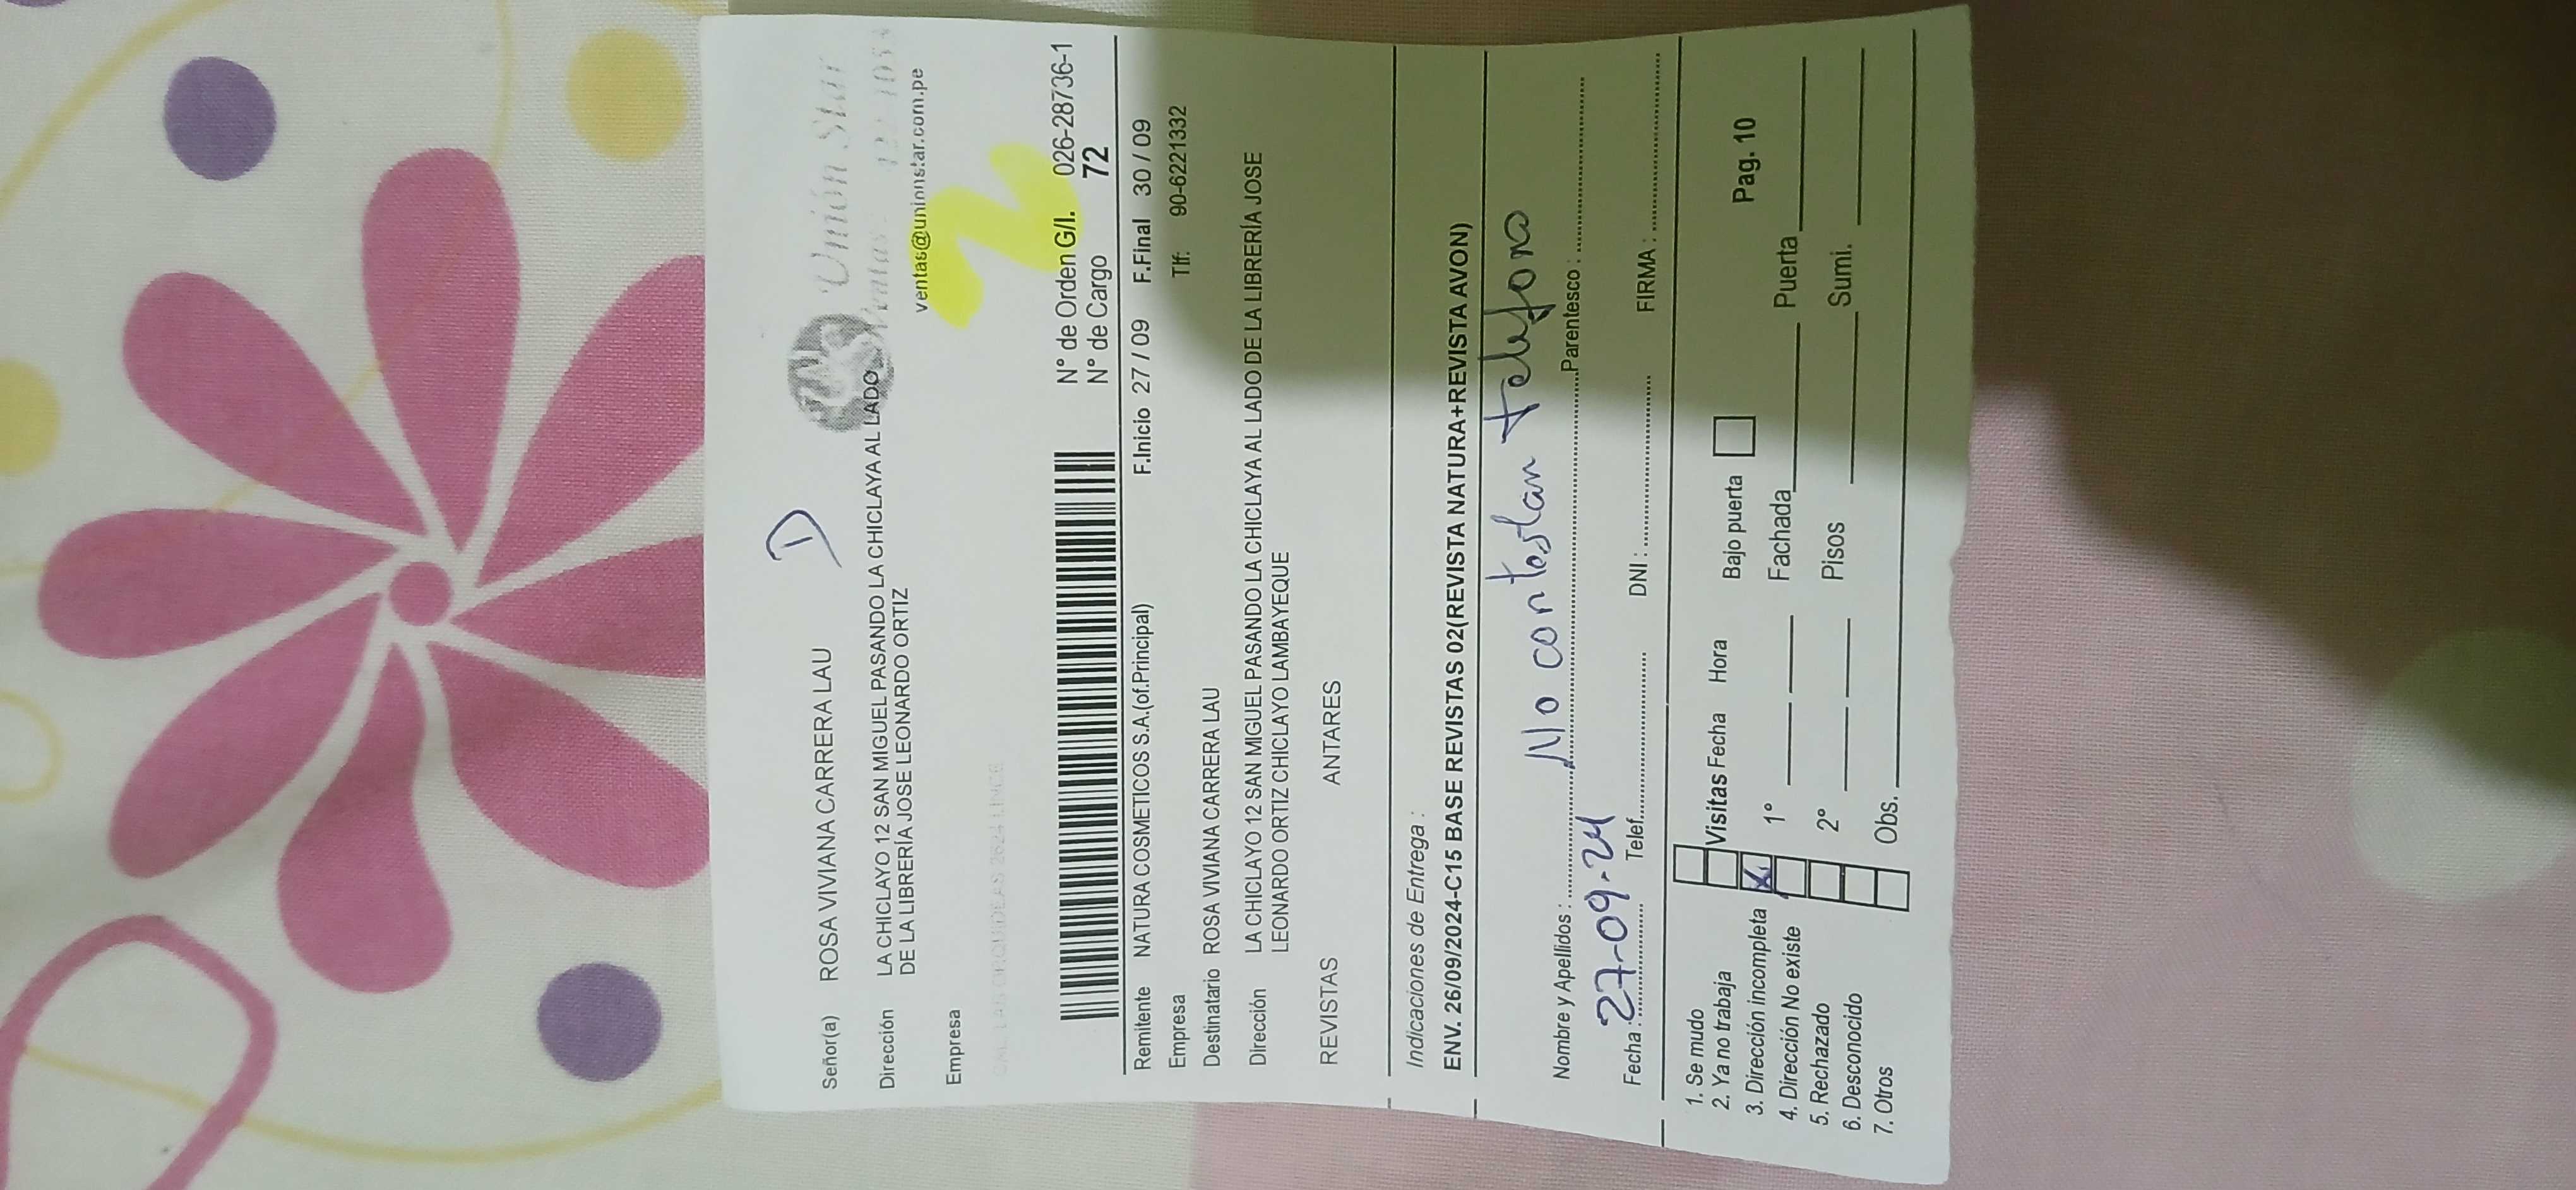 D
Unión Star
Ventas
ventas@uninonstar.com.pe
Señor(a) ROSA VIVIANA CARRERA LAU
Dirección LA CHICLAYO 12 SAN MIGUEL PASANDO LA CHICLAYA AL LADO
DE LA LIBRERÍA JOSE LEONARDO ORTIZ
Empresa
N° de Orden G/I. 026-28736-1
N° de Cargo 72
Remitente NATURA COSMETICOS S.A.(of.Principal) F.Inicio 27 / 09 F.Final 30 / 09
Empresa Tlf: 90-6221332
Destinatario ROSA VIVIANA CARRERA LAU
Dirección LA CHICLAYO 12 SAN MIGUEL PASANDO LA CHICLAYA AL LADO DE LA LIBRERÍA JOSE
LEONARDO ORTIZ CHICLAYO LAMBAYEQUE
REVISTAS ANTARES
Indicaciones de Entrega :
ENV. 26/09/2024-C15 BASE REVISTAS 02(REVISTA NATURA+REVISTA AVON)
No contestan telefono
Nombre y Apellidos : Parentesco :
Fecha : 27-09-24 Telef. DNI : FIRMA :
1. Se mudo
2. Ya no trabaja Visitas Fecha Hora Bajo puerta Pag. 10
3. Dirección incompleta X
4. Dirección No existe 1° Fachada Puerta
5. Rechazado
6. Desconocido 2° Pisos Sumi.
7. Otros Obs.